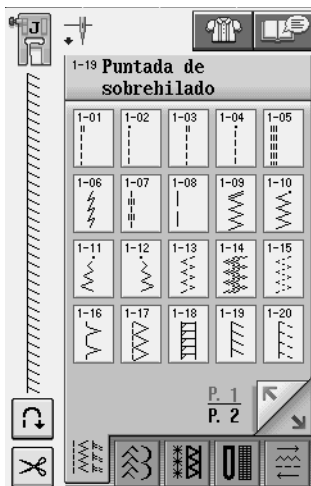 J
1-19 Puntada de
sobrehilado
1-01 1-02 1-03 1-04 1-05
1-06 1-07 1-08 1-09 1-10
1-11 1-12 1-13 1-14 1-15
1-16 1-17 1-18 1-19 1-20
P. 1
P. 2